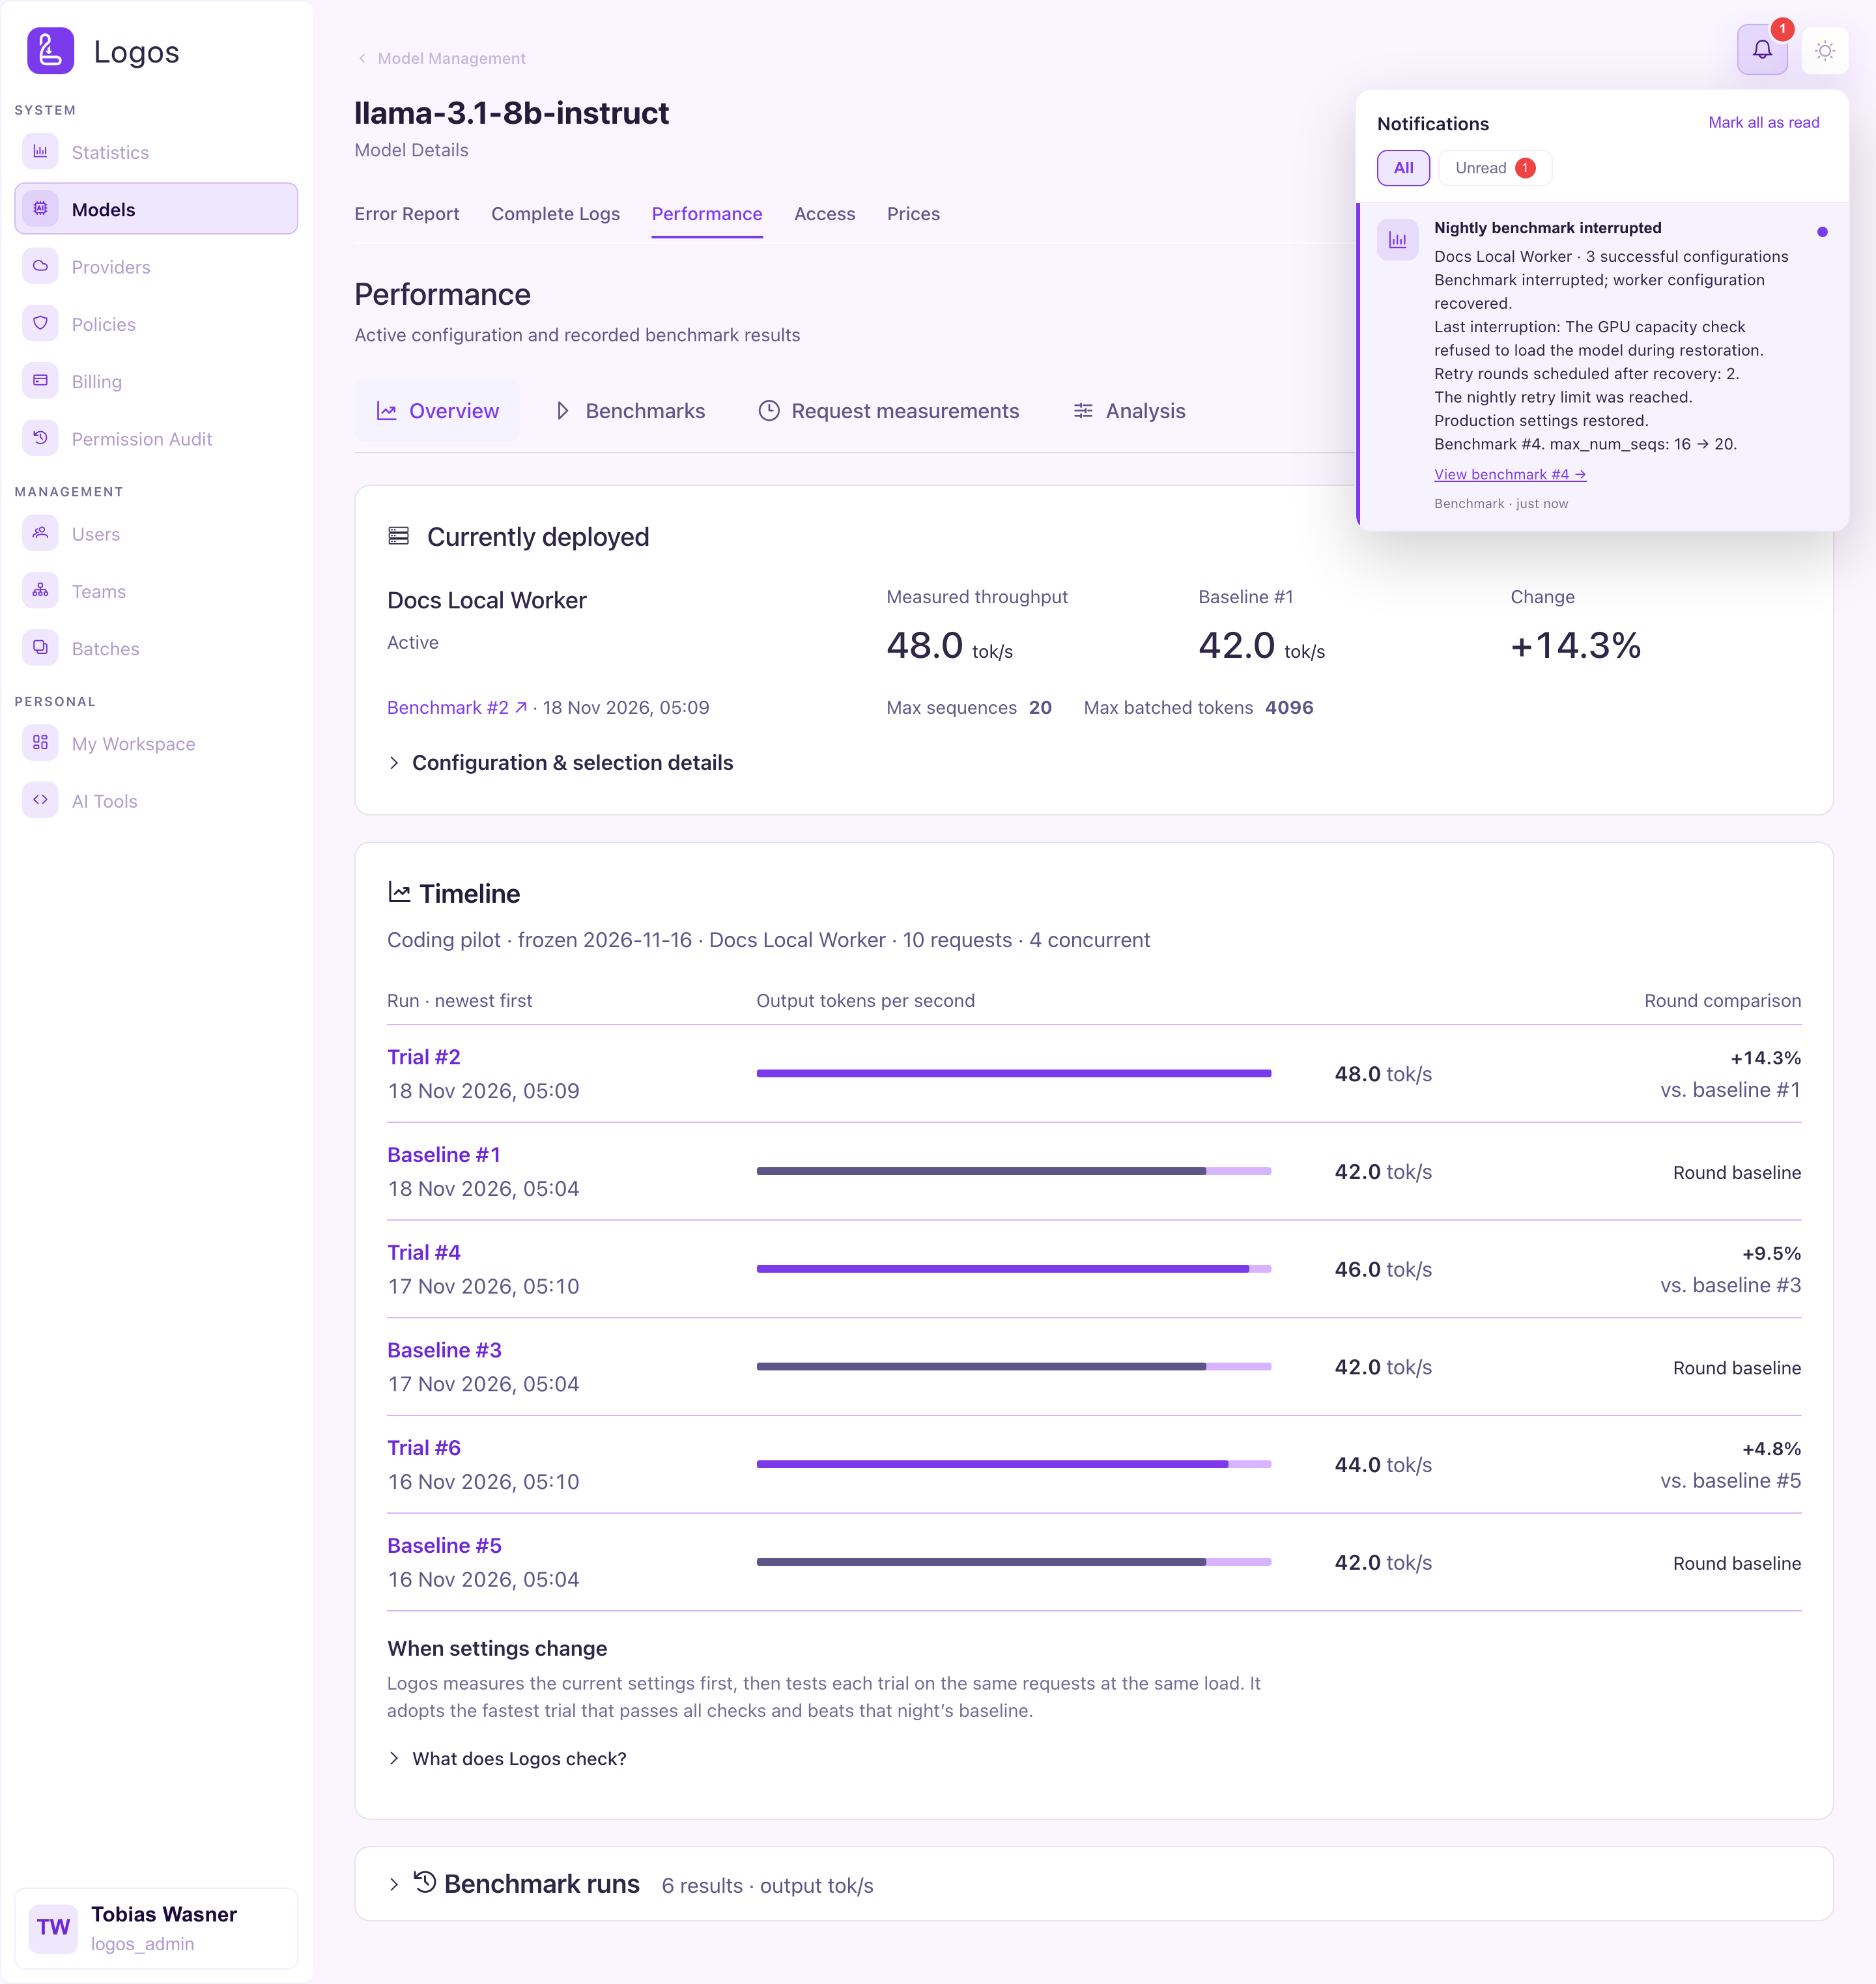 Logos
SYSTEM
Statistics
Models
Providers
Policies
Billing
Permission Audit
MANAGEMENT
Users
Teams
Batches
PERSONAL
My Workspace
AI Tools
TW
Tobias Wasner
logos_admin
Model Management
llama-3.1-8b-instruct
Model Details
Error Report
Complete Logs
Performance
Access
Prices
Performance
Active configuration and recorded benchmark results
Overview
Benchmarks
Request measurements
Analysis
1
Notifications
Mark all as read
All
Unread 1
Nightly benchmark interrupted
Docs Local Worker · 3 successful configurations
Benchmark interrupted; worker configuration
recovered.
Last interruption: The GPU capacity check
refused to load the model during restoration.
Retry rounds scheduled after recovery: 2.
The nightly retry limit was reached.
Production settings restored.
Benchmark #4. max_num_seqs: 16 → 20.
View benchmark #4 →
Benchmark · just now
Currently deployed
Docs Local Worker
Active
Measured throughput
48.0 tok/s
Baseline #1
42.0 tok/s
Change
+14.3%
Benchmark #2 ↗ · 18 Nov 2026, 05:09
Max sequences 20
Max batched tokens 4096
Configuration & selection details
Timeline
Coding pilot · frozen 2026-11-16 · Docs Local Worker · 10 requests · 4 concurrent
Run · newest first
Output tokens per second
Round comparison
Trial #2
18 Nov 2026, 05:09
48.0 tok/s
+14.3%
vs. baseline #1
Baseline #1
18 Nov 2026, 05:04
42.0 tok/s
Round baseline
Trial #4
17 Nov 2026, 05:10
46.0 tok/s
+9.5%
vs. baseline #3
Baseline #3
17 Nov 2026, 05:04
42.0 tok/s
Round baseline
Trial #6
16 Nov 2026, 05:10
44.0 tok/s
+4.8%
vs. baseline #5
Baseline #5
16 Nov 2026, 05:04
42.0 tok/s
Round baseline
When settings change
Logos measures the current settings first, then tests each trial on the same requests at the same load. It
adopts the fastest trial that passes all checks and beats that night’s baseline.
What does Logos check?
Benchmark runs
6 results · output tok/s